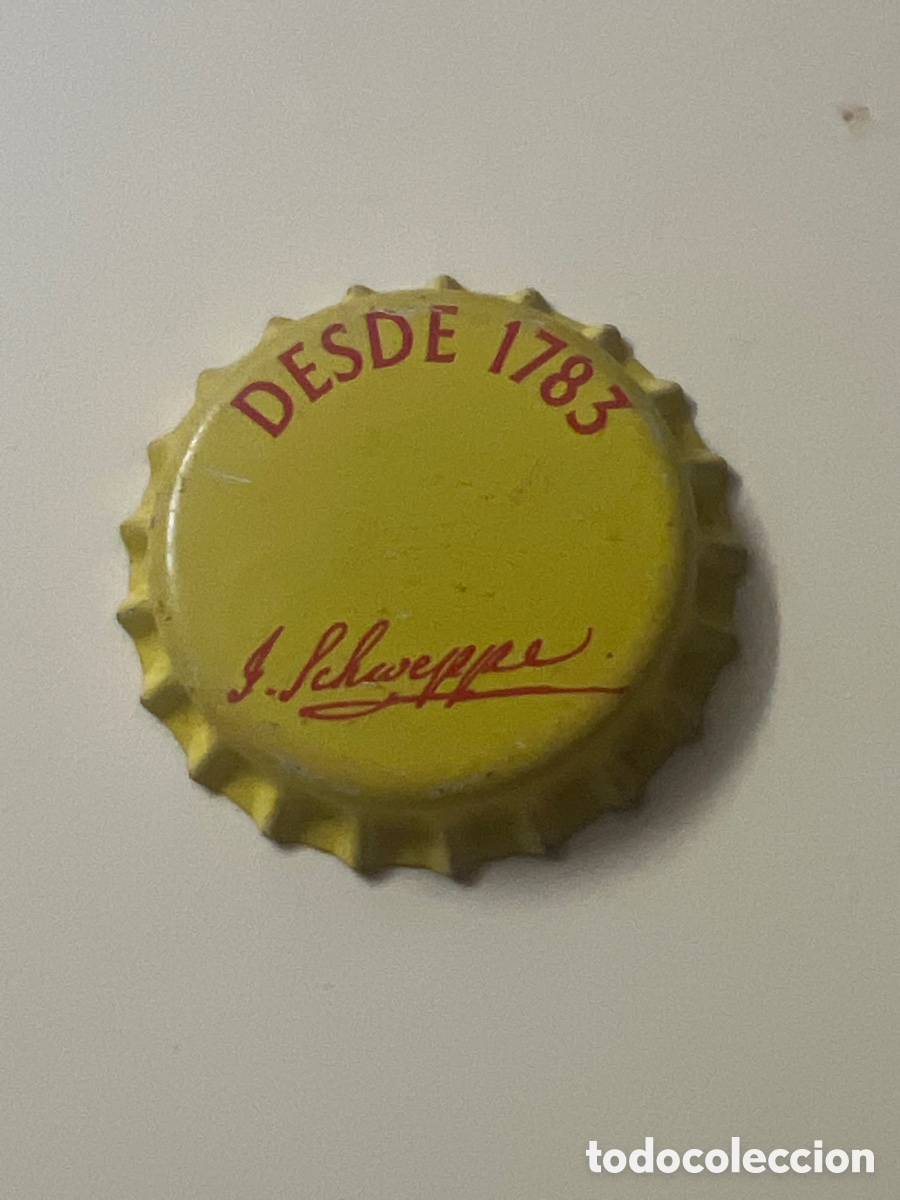 DESDE 1783
J. Schweppe
todocoleccion